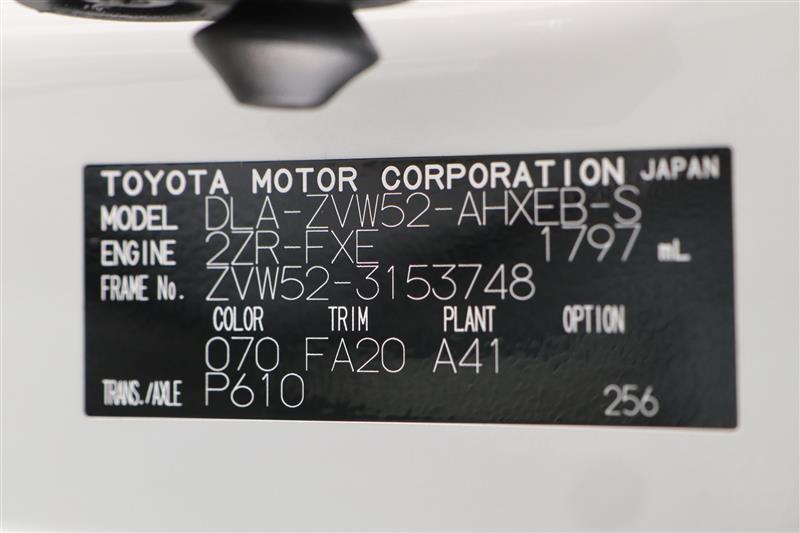 TOYOTA MOTOR CORPORATION JAPAN
MODEL DLA-ZVW52-AHXEB-S
ENGINE 2ZR-FXE 1797 mL
FRAME No. ZVW52-3153748
COLOR TRIM PLANT OPTION
070 FA20 A41
TRANS./AXLE P610 256